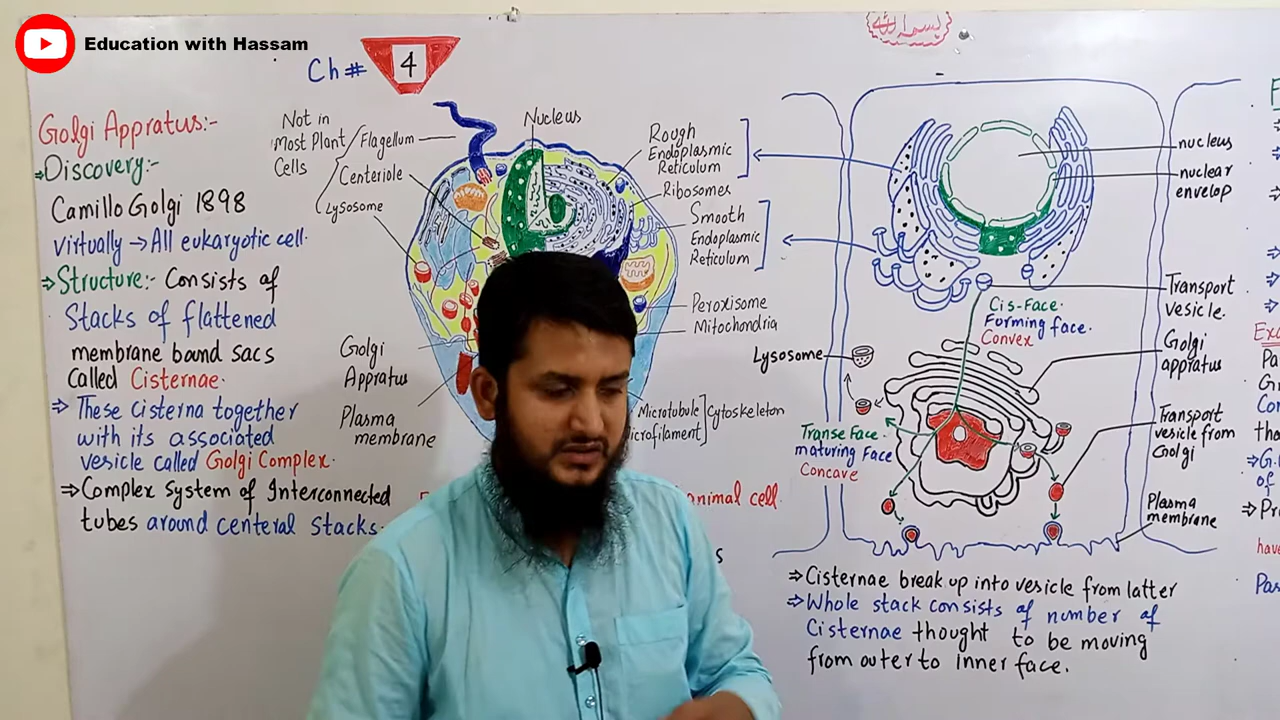 Education with Hassam
Ch# 4
بسم اللہ
Golgi Appratus:-
⇒Discovery:-
Camillo Golgi 1898
virtually → All eukaryotic cell.
⇒Structure:- Consists of
Stacks of flattened
membrane bound sacs
called Cisternae.
⇒ These cisterna together
with its associated
vesicle called Golgi Complex.
⇒Complex System of Interconnected
tubes around centeral Stacks.
Not in
most Plant
Cells
Flagellum
Centeriole
Lysosome
Golgi
Appratus
Plasma
membrane
Nucleus
Rough
Endoplasmic
Reticulum
Ribosomes
Smooth
Endoplasmic
Reticulum
Peroxisome
Mitochondria
Microtubule
Cytoskeleton
animal cell.
nucleus
nuclear
envelop
Transport
vesicle.
Cis-Face.
Forming face.
Convex
Golgi
apparatus
Lysosome
Transe Face.
maturing Face
Concave
Transport
vesicle from
Golgi
Plasma
membrane
⇒Cisternae break up into vesicle from latter
⇒Whole stack consists of number of
Cisternae thought to be moving
from outer to inner face.